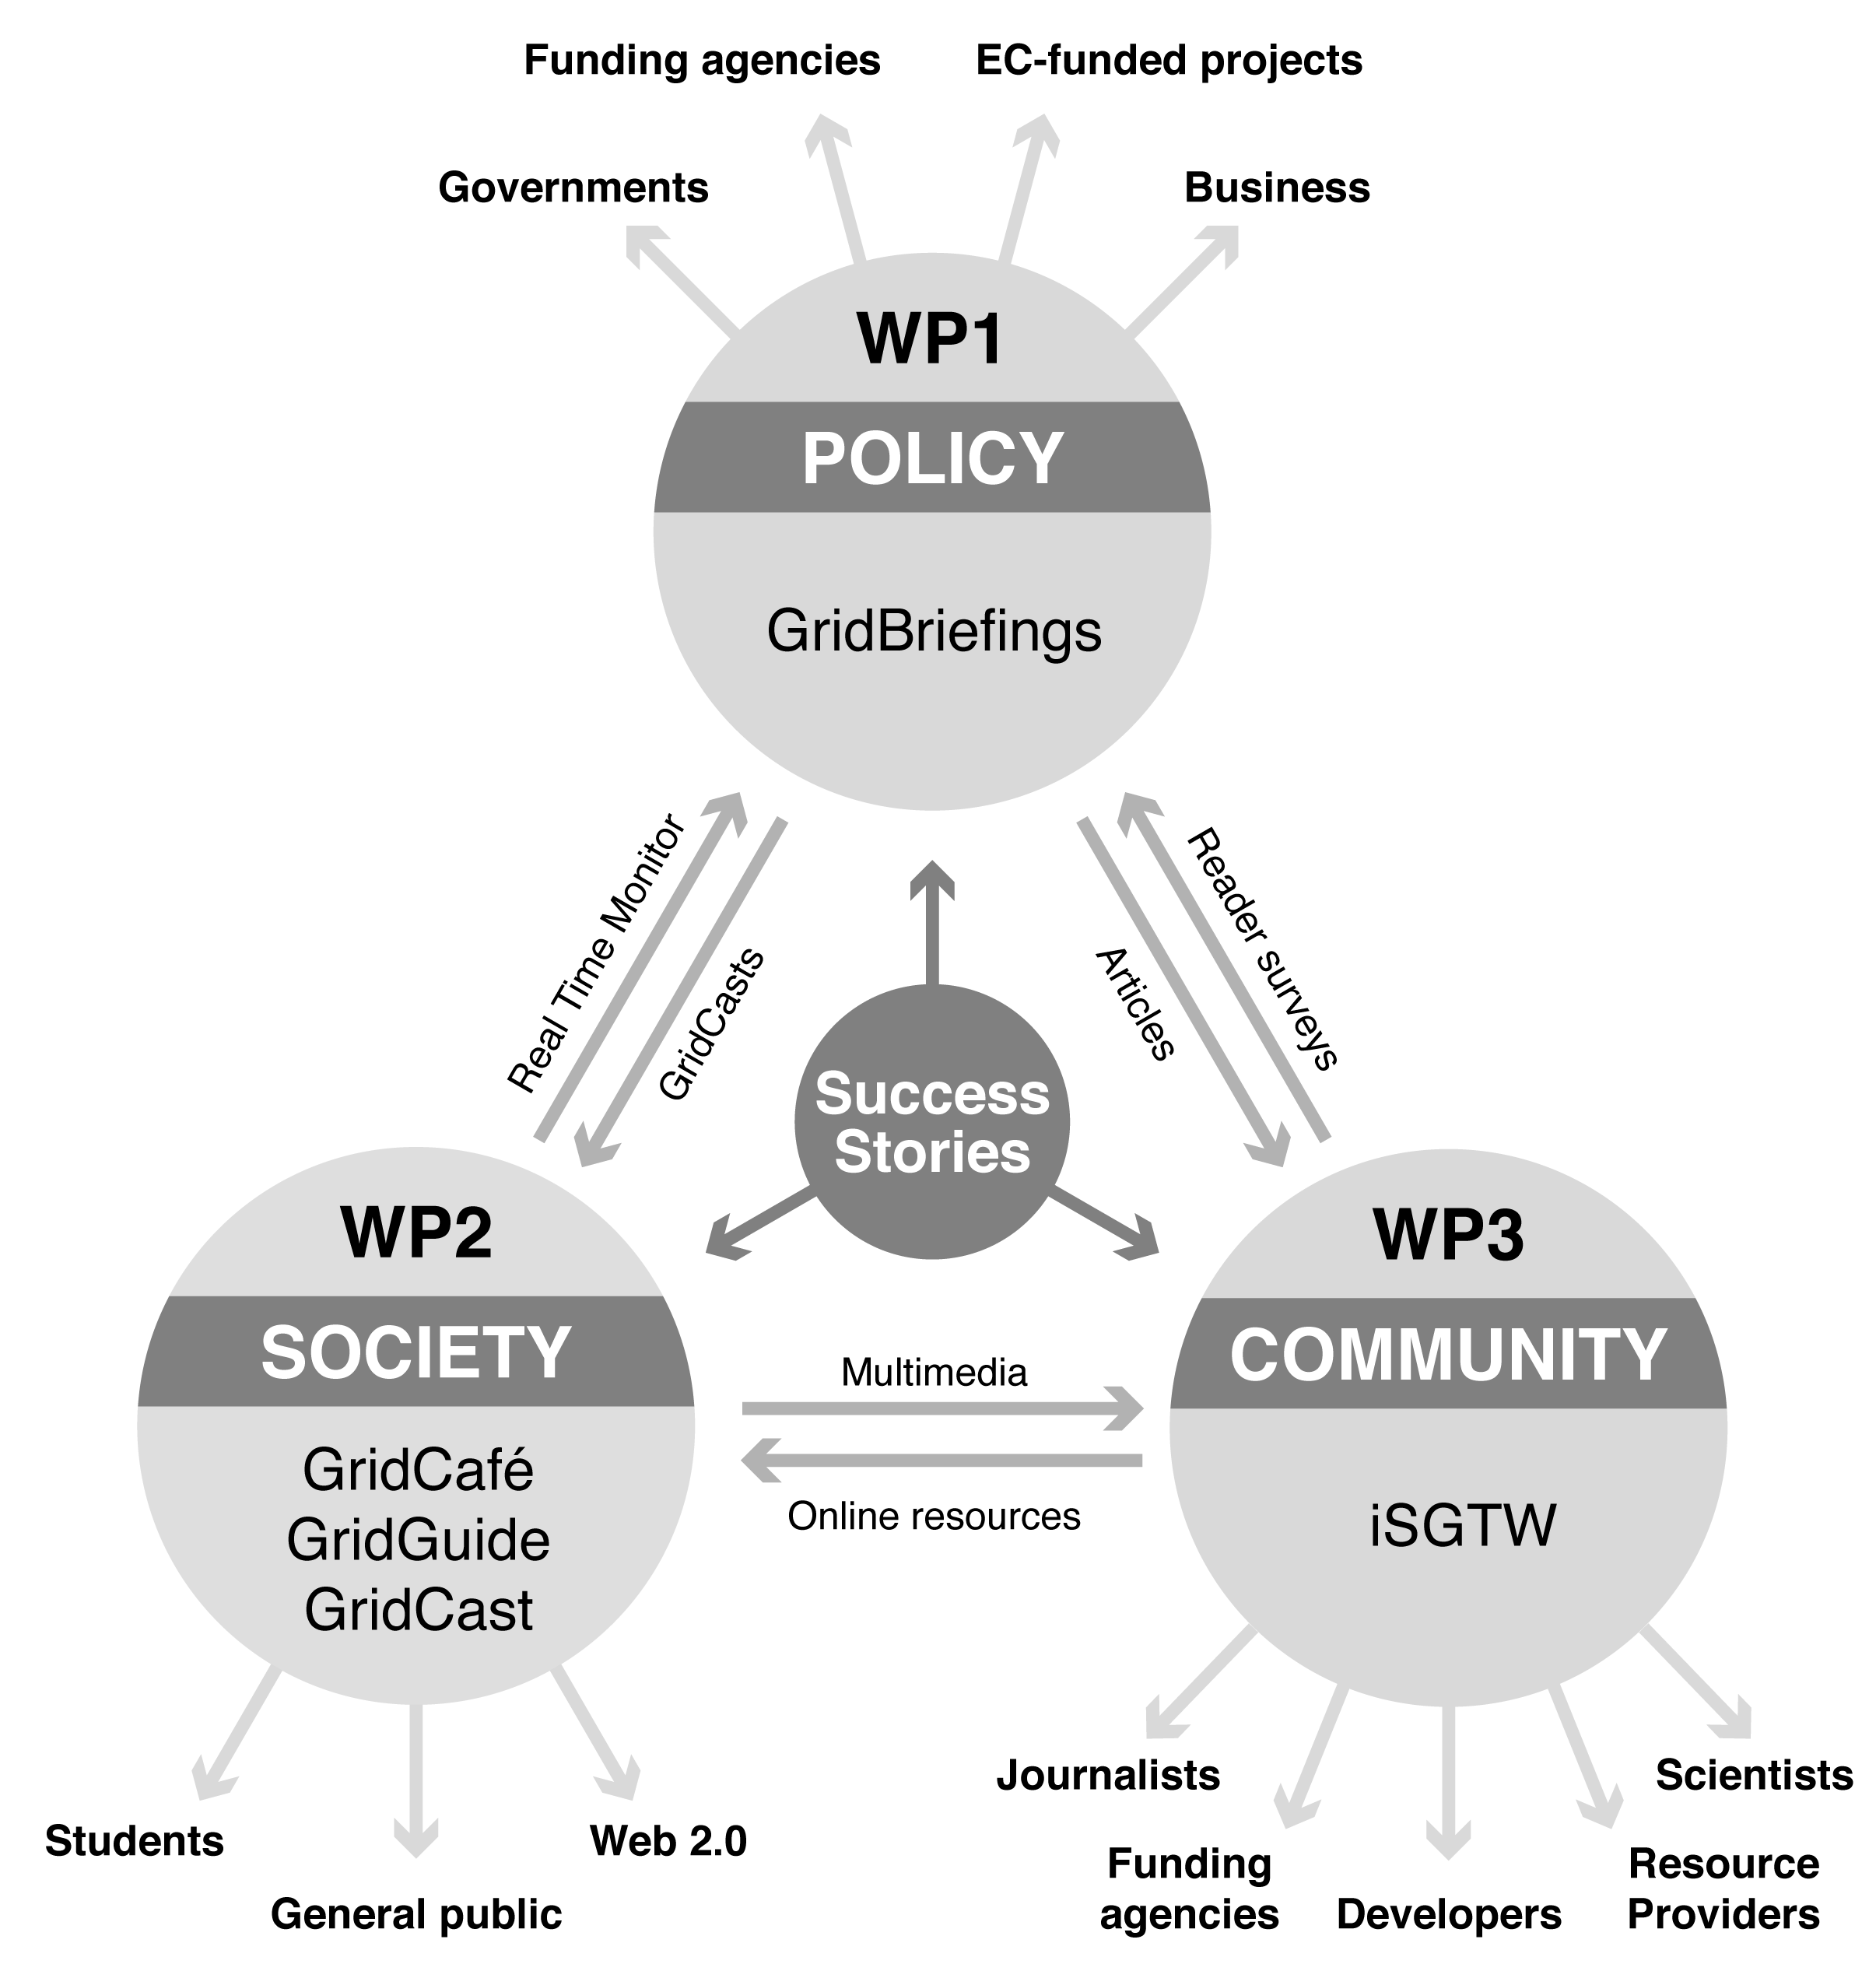 Funding agencies
EC-funded projects
Governments
Business
WP1
POLICY
GridBriefings
Real Time Monitor
GridCasts
Articles
Reader surveys
Success
Stories
WP2
SOCIETY
GridCafé
GridGuide
GridCast
Multimedia
Online resources
WP3
COMMUNITY
iSGTW
Students
General public
Web 2.0
Journalists
Funding
agencies
Developers
Resource
Providers
Scientists